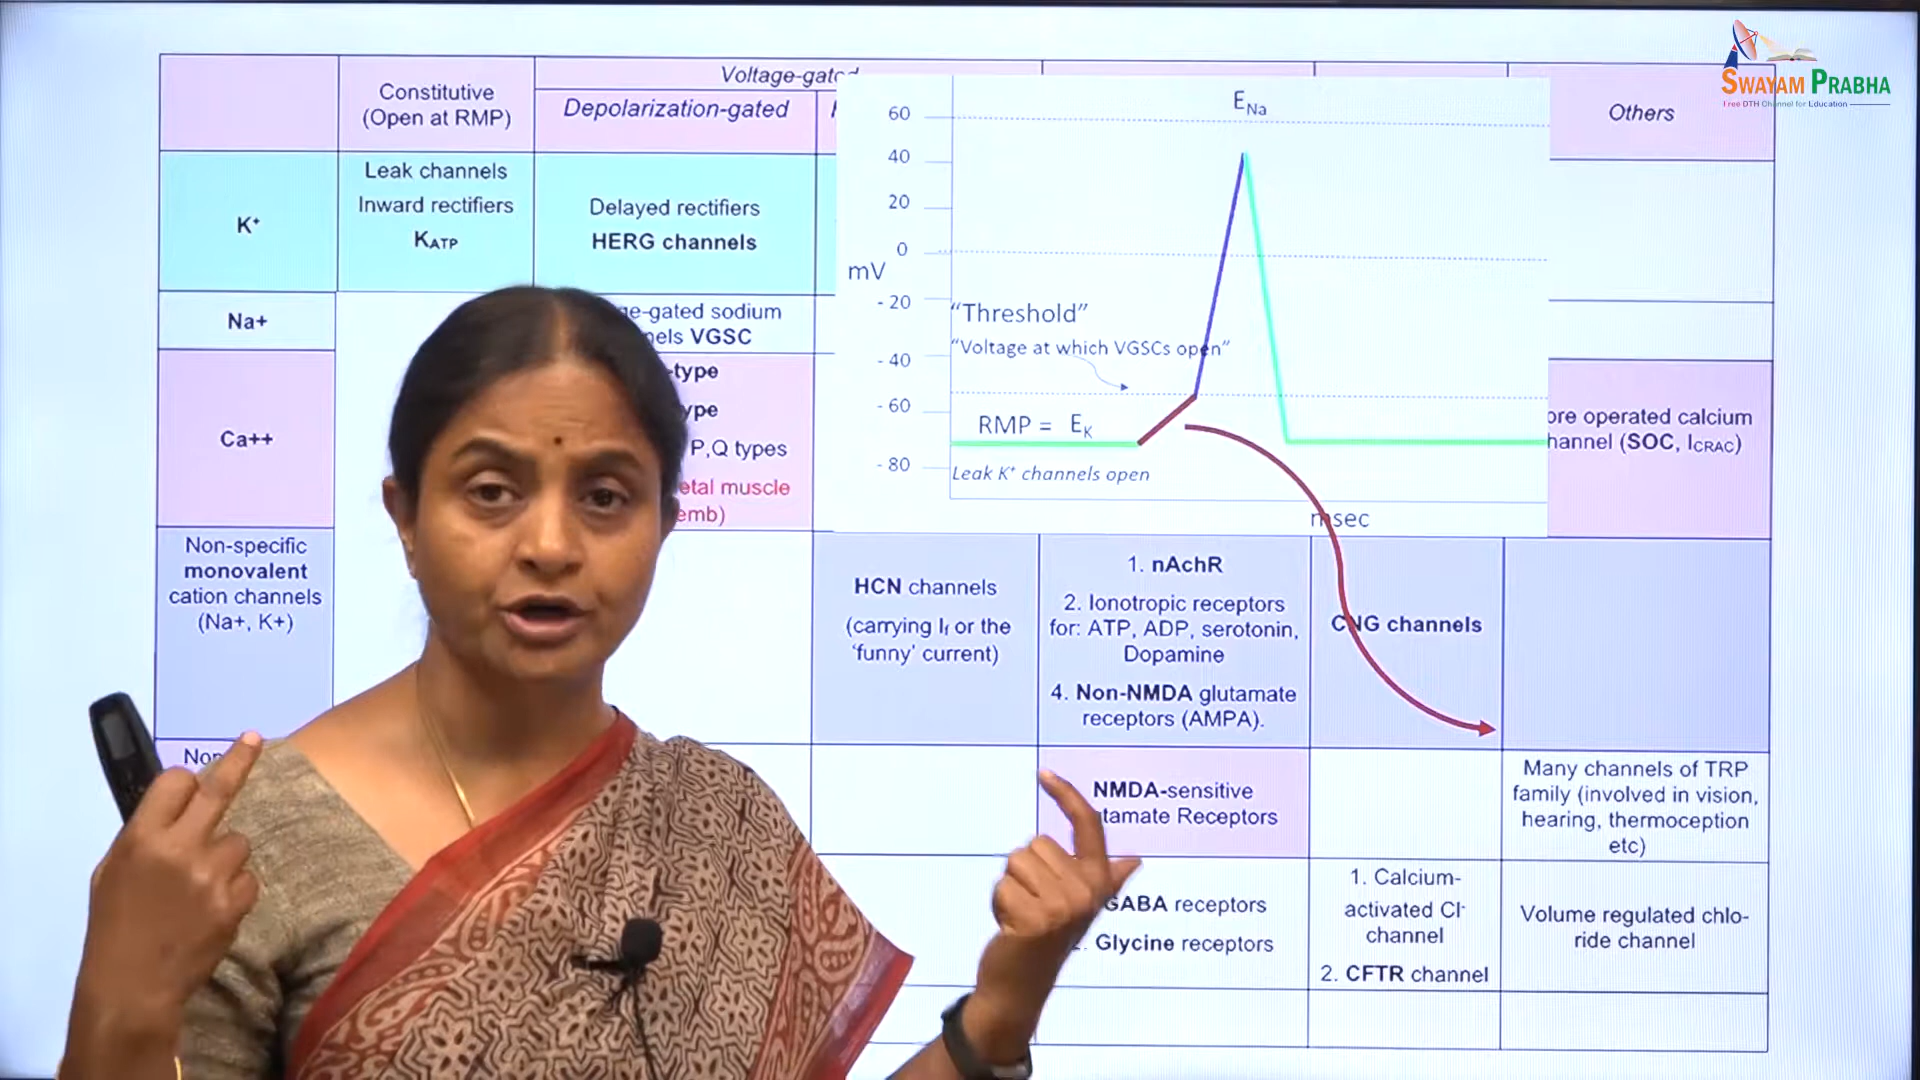 SWAYAM PRABHA
Free DTH Channel for Education
Constitutive
(Open at RMP)
Depolarization-gated
Others
K+
Leak channels
Inward rectifiers
KATP
Delayed rectifiers
HERG channels
Na+
ge-gated sodium
nels VGSC
Ca++
-type
ype
P,Q types
etal muscle
emb)
60
40
20
0
mV
- 20
- 40
- 60
- 80
ENa
“Threshold”
“Voltage at which VGSCs open”
RMP = EK
Leak K+ channels open
msec
ore operated calcium
hannel (SOC, ICRAC)
Non-specific
monovalent
cation channels
(Na+, K+)
HCN channels
(carrying If or the
‘funny’ current)
1. nAchR
2. Ionotropic receptors
for: ATP, ADP, serotonin,
Dopamine
4. Non-NMDA glutamate
receptors (AMPA).
CNG channels
NMDA-sensitive
tamate Receptors
Many channels of TRP
family (involved in vision,
hearing, thermoception
etc)
GABA receptors
Glycine receptors
1. Calcium-
activated Cl-
channel
2. CFTR channel
Volume regulated chlo-
ride channel